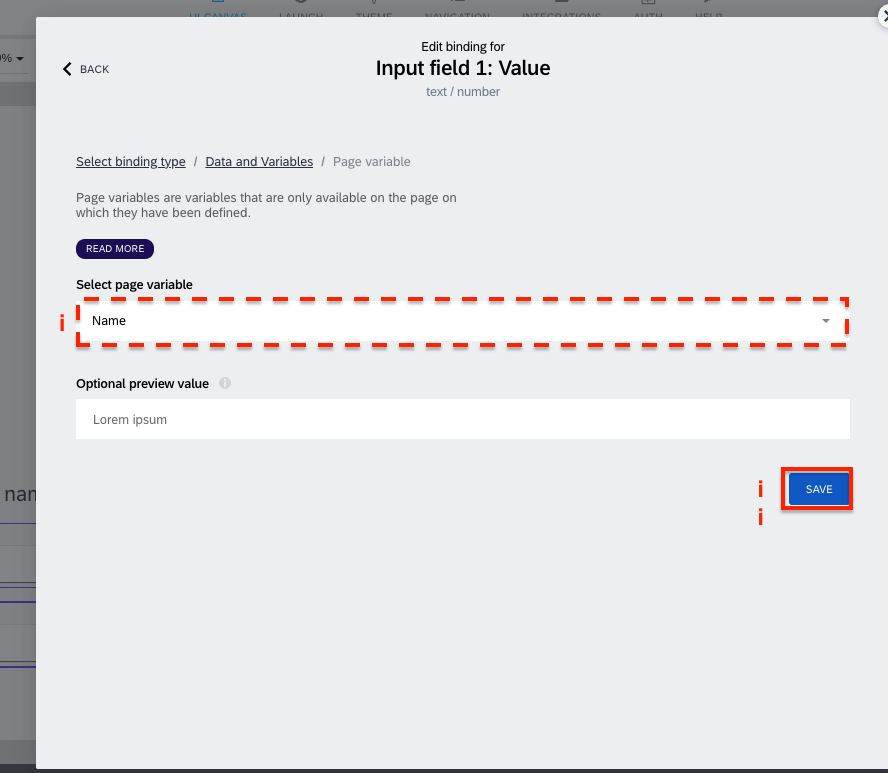 UI CANVAS LAUNCH THEME NAVIGATION INTEGRATIONS AUTH HELP
Edit binding for
BACK
Input field 1: Value
text / number
Select binding type / Data and Variables / Page variable
Page variables are variables that are only available on the page on
which they have been defined.
READ MORE
Select page variable
i
Name
Optional preview value
Lorem ipsum
i
SAVE
i